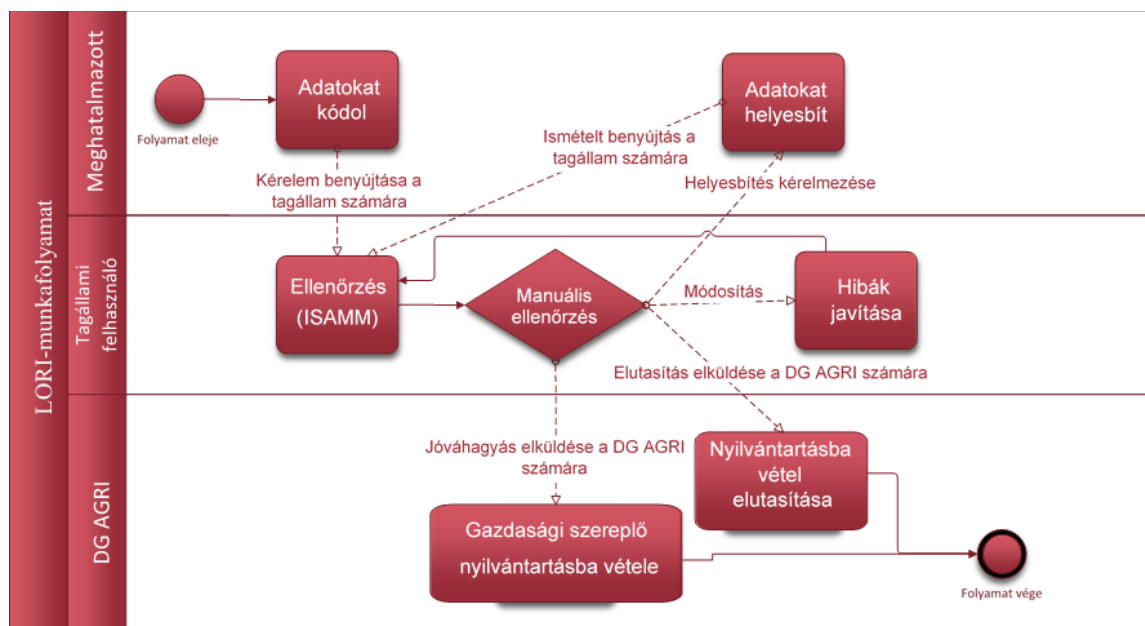 LORI-munkafolyamat
Meghatalmazott
Folyamat eleje
Adatokat
kódol
Kérelem benyújtása a
tagállam számára
Ismételt benyújtás a
tagállam számára
Adatokat
helyesbít
Helyesbítés kérelmezése
Tagállami
felhasználó
Ellenőrzés
(ISAMM)
Manuális
ellenőrzés
Módosítás
Hibák
javítása
Elutasítás elküldése a DG AGRI számára
DG AGRI
Jóváhagyás elküldése a DG AGRI
számára
Nyilvántartásba
vétel
elutasítása
Gazdasági szereplő
nyilvántartásba vétele
Folyamat vége